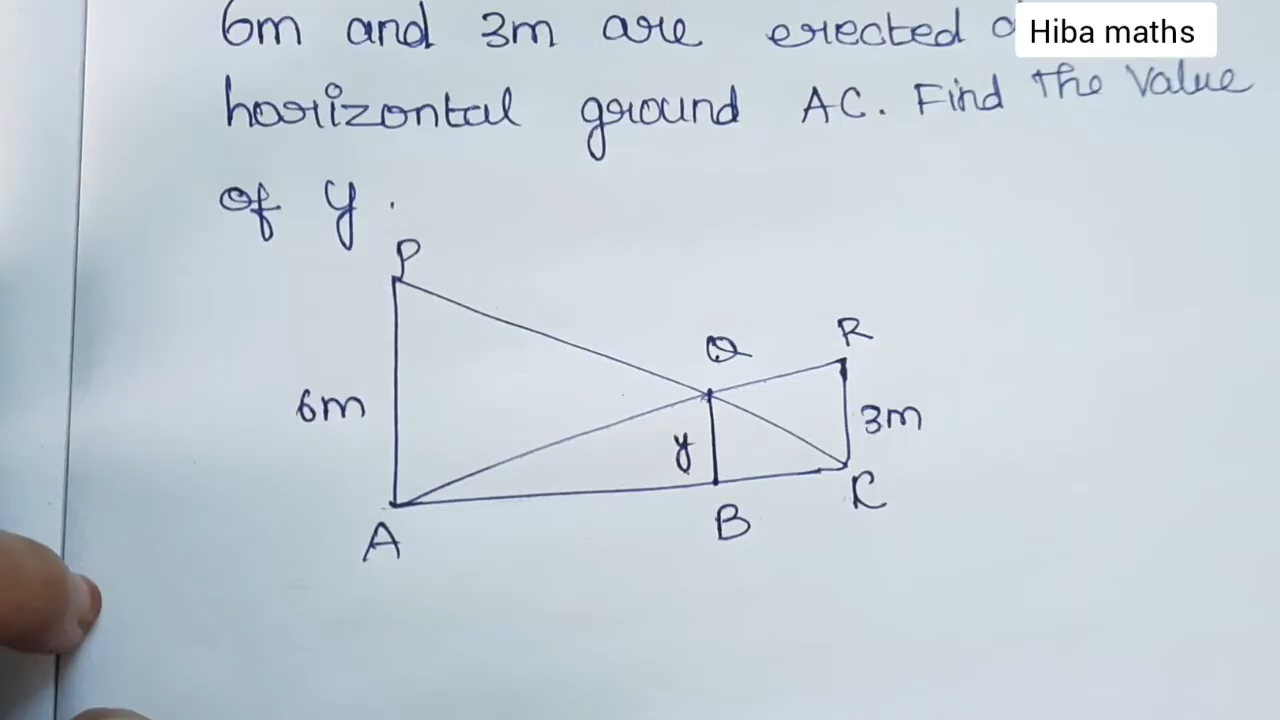 6m and 3m are erected
Hiba maths
horizontal ground AC. Find The Value
of y.
P
Q
R
6m
3m
y
C
B
A